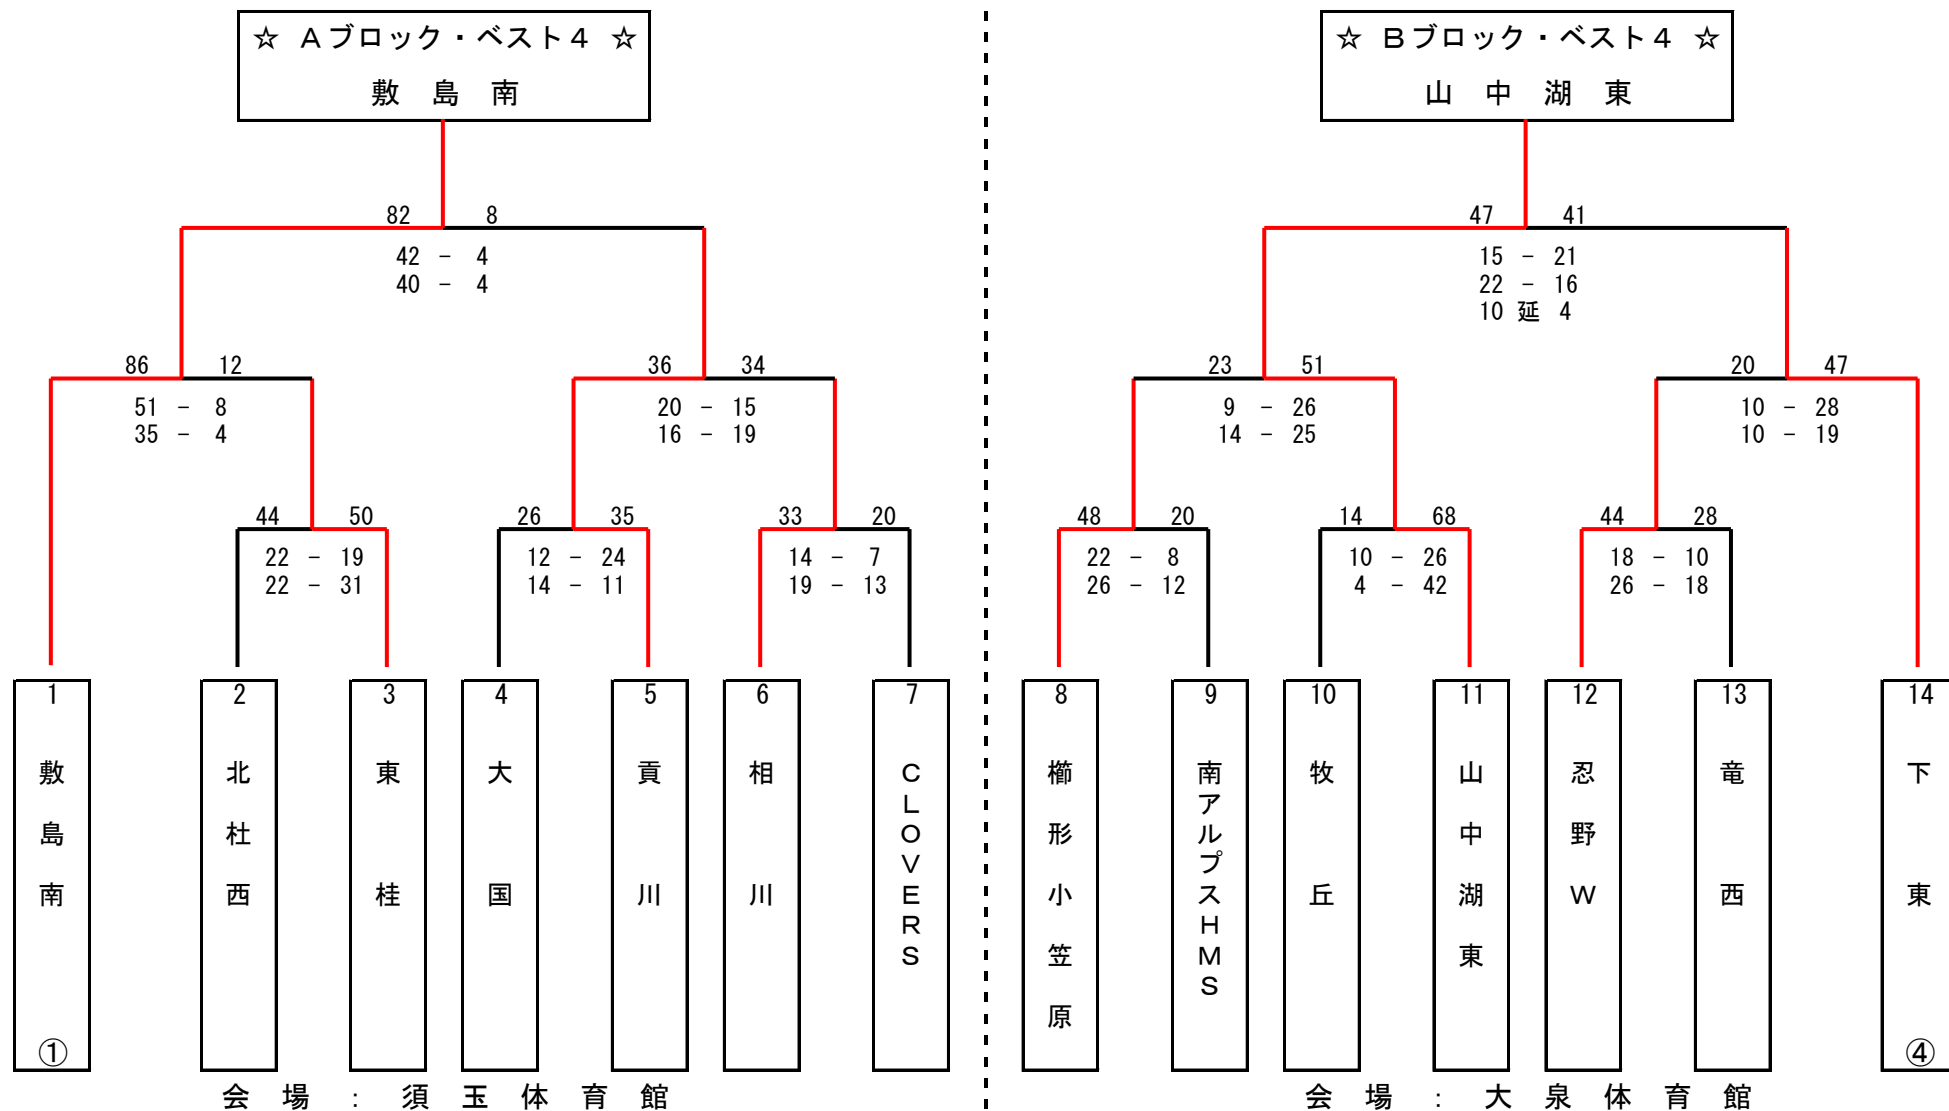 ☆ Aブロック・ベスト4 ☆
敷 島 南
☆ Bブロック・ベスト4 ☆
山 中 湖 東
82 8
42 - 4
40 - 4
47 41
15 - 21
22 - 16
10 延 4
86 12
51 - 8
35 - 4
36 34
20 - 15
16 - 19
23 51
9 - 26
14 - 25
20 47
10 - 28
10 - 19
44 50
22 - 19
22 - 31
26 35
12 - 24
14 - 11
33 20
14 - 7
19 - 13
48 20
22 - 8
26 - 12
14 68
10 - 26
4 - 42
44 28
18 - 10
26 - 18
1
敷島南
①
2
北杜西
3
東桂
4
大国
5
貢川
6
相川
7
CLOVERS
8
櫛形小笠原
9
南アルプスHMS
10
牧丘
11
山中湖東
12
忍野W
13
竜西
14
下東
④
会 場 : 須 玉 体 育 館
会 場 : 大 泉 体 育 館